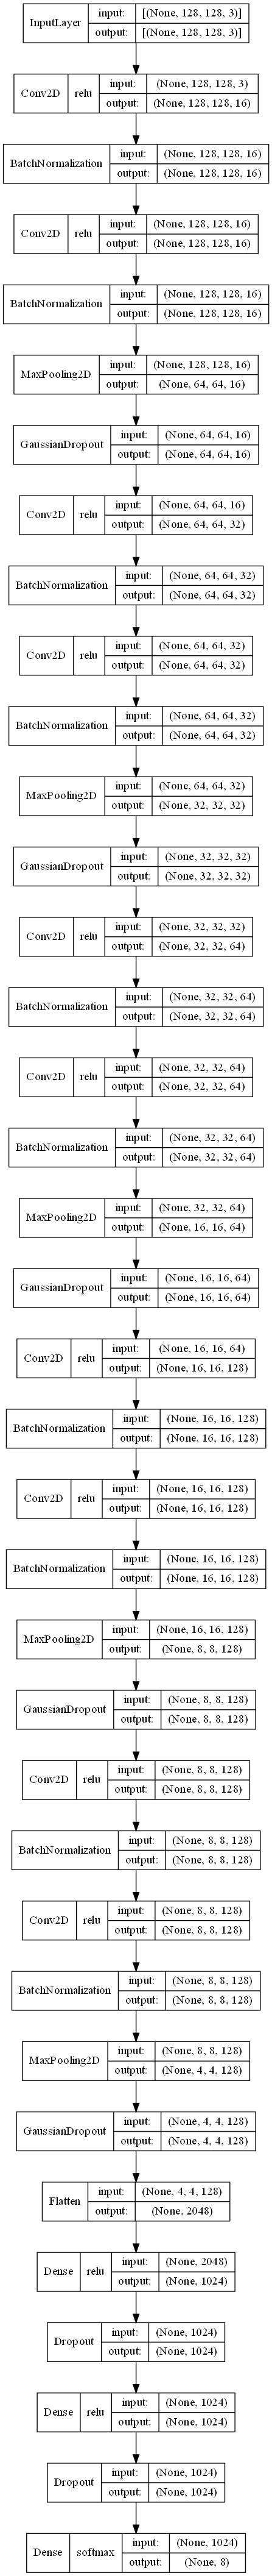 InputLayer input: [(None, 128, 128, 3)]
output: [(None, 128, 128, 3)]
Conv2D relu input: (None, 128, 128, 3)
output: (None, 128, 128, 16)
BatchNormalization input: (None, 128, 128, 16)
output: (None, 128, 128, 16)
Conv2D relu input: (None, 128, 128, 16)
output: (None, 128, 128, 16)
BatchNormalization input: (None, 128, 128, 16)
output: (None, 128, 128, 16)
MaxPooling2D input: (None, 128, 128, 16)
output: (None, 64, 64, 16)
GaussianDropout input: (None, 64, 64, 16)
output: (None, 64, 64, 16)
Conv2D relu input: (None, 64, 64, 16)
output: (None, 64, 64, 32)
BatchNormalization input: (None, 64, 64, 32)
output: (None, 64, 64, 32)
Conv2D relu input: (None, 64, 64, 32)
output: (None, 64, 64, 32)
BatchNormalization input: (None, 64, 64, 32)
output: (None, 64, 64, 32)
MaxPooling2D input: (None, 64, 64, 32)
output: (None, 32, 32, 32)
GaussianDropout input: (None, 32, 32, 32)
output: (None, 32, 32, 32)
Conv2D relu input: (None, 32, 32, 32)
output: (None, 32, 32, 64)
BatchNormalization input: (None, 32, 32, 64)
output: (None, 32, 32, 64)
Conv2D relu input: (None, 32, 32, 64)
output: (None, 32, 32, 64)
BatchNormalization input: (None, 32, 32, 64)
output: (None, 32, 32, 64)
MaxPooling2D input: (None, 32, 32, 64)
output: (None, 16, 16, 64)
GaussianDropout input: (None, 16, 16, 64)
output: (None, 16, 16, 64)
Conv2D relu input: (None, 16, 16, 64)
output: (None, 16, 16, 128)
BatchNormalization input: (None, 16, 16, 128)
output: (None, 16, 16, 128)
Conv2D relu input: (None, 16, 16, 128)
output: (None, 16, 16, 128)
BatchNormalization input: (None, 16, 16, 128)
output: (None, 16, 16, 128)
MaxPooling2D input: (None, 16, 16, 128)
output: (None, 8, 8, 128)
GaussianDropout input: (None, 8, 8, 128)
output: (None, 8, 8, 128)
Conv2D relu input: (None, 8, 8, 128)
output: (None, 8, 8, 128)
BatchNormalization input: (None, 8, 8, 128)
output: (None, 8, 8, 128)
Conv2D relu input: (None, 8, 8, 128)
output: (None, 8, 8, 128)
BatchNormalization input: (None, 8, 8, 128)
output: (None, 8, 8, 128)
MaxPooling2D input: (None, 8, 8, 128)
output: (None, 4, 4, 128)
GaussianDropout input: (None, 4, 4, 128)
output: (None, 4, 4, 128)
Flatten input: (None, 4, 4, 128)
output: (None, 2048)
Dense relu input: (None, 2048)
output: (None, 1024)
Dropout input: (None, 1024)
output: (None, 1024)
Dense relu input: (None, 1024)
output: (None, 1024)
Dropout input: (None, 1024)
output: (None, 1024)
Dense softmax input: (None, 1024)
output: (None, 8)